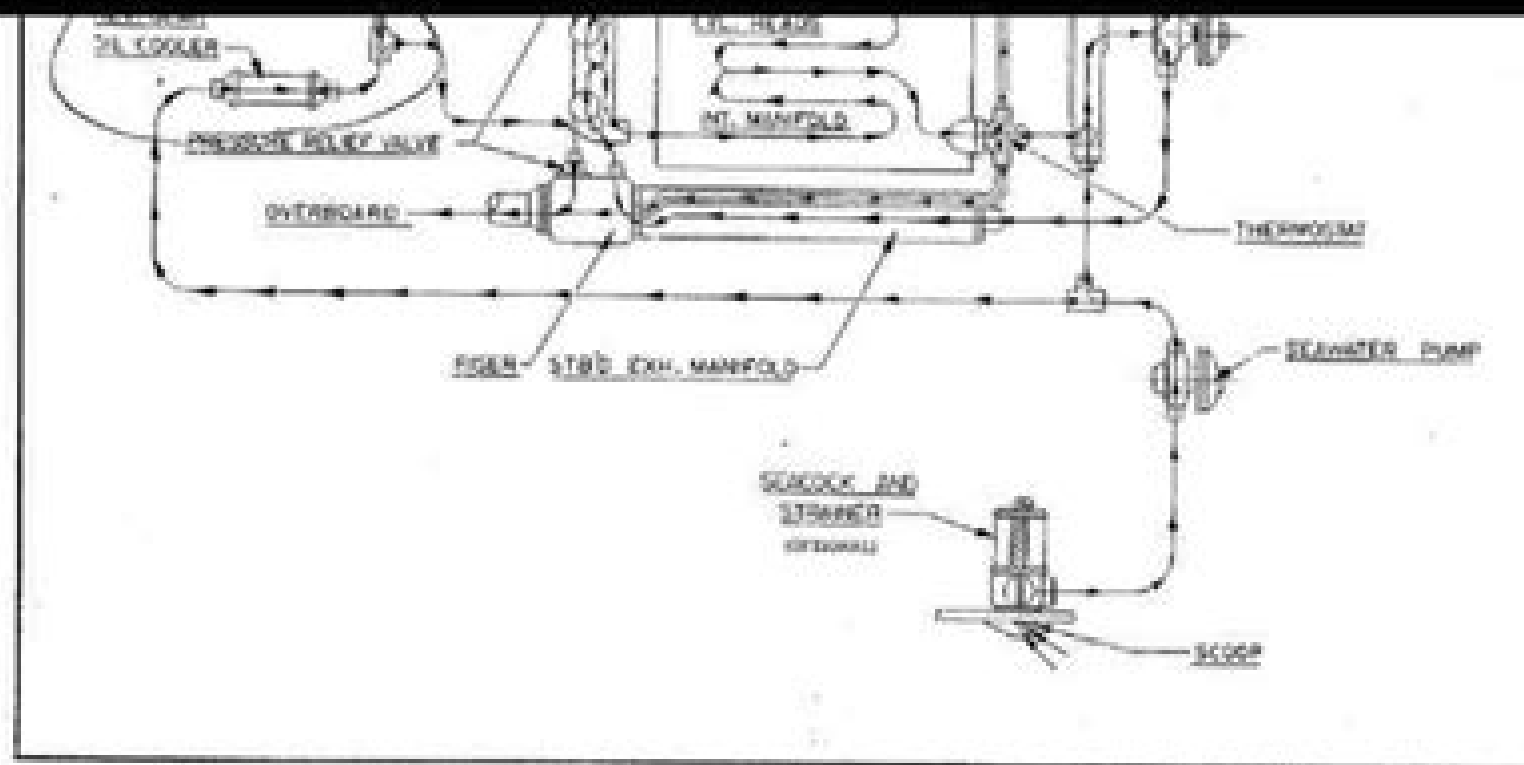 OIL COOLER
CYL. HEADS
INT. MANIFOLD
PRESSURE RELIEF VALVE
OVERBOARD
THERMOSTAT
RISER
STB'D EXH. MANIFOLD
SEAWATER PUMP
SEACOCK AND
STRAINER
(OPTIONAL)
SCOOP